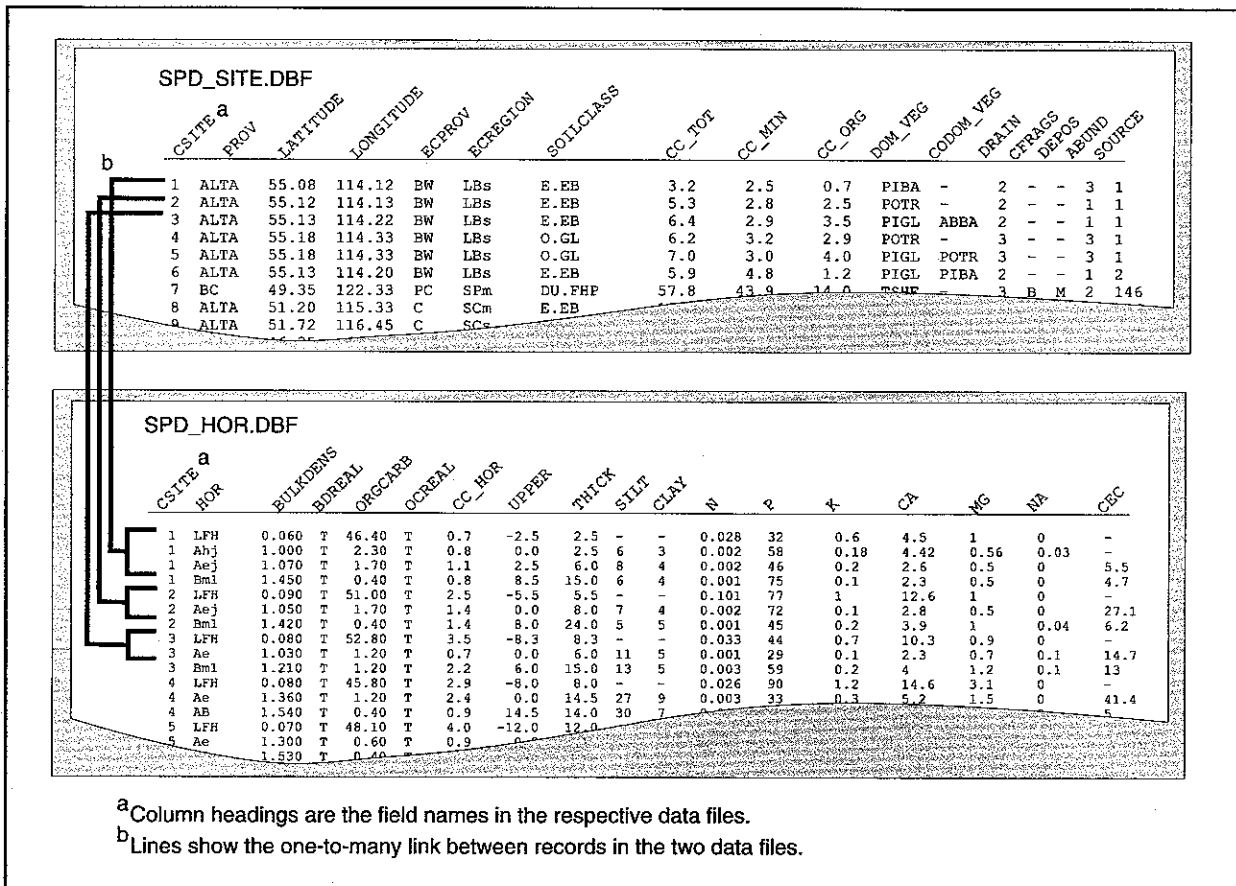 SPD_SITE.DBF
CSITE a PROV LATITUDE LONGITUDE ECPROV ECREGION SOILCLASS CC_TOT CC_MIN CC_ORG DOM_VEG CODOM_VEG DRAIN CFRAGS DEPOS ABUND SOURCE
b
1 ALTA 55.08 114.12 BW LBs E.EB 3.2 2.5 0.7 PIBA - 2 - - 3 1
2 ALTA 55.12 114.13 BW LBs E.EB 5.3 2.8 2.5 POTR - 2 - - 1 1
3 ALTA 55.13 114.22 BW LBs E.EB 6.4 2.9 3.5 PIGL ABBA 2 - - 1 1
4 ALTA 55.18 114.33 BW LBs O.GL 6.2 3.2 2.9 POTR - 3 - - 3 1
5 ALTA 55.18 114.33 BW LBs O.GL 7.0 3.0 4.0 PIGL POTR 3 - - 3 1
6 ALTA 55.13 114.20 BW LBs E.EB 5.9 4.8 1.2 PIGL PIBA 2 - - 1 2
7 BC 49.35 122.33 PC SPm DU.FHP 57.8 43.9 14.0 TSHE - 3 B M 2 146
8 ALTA 51.20 115.33 C SCm E.EB
9 ALTA 51.72 116.45 C
SPD_HOR.DBF
CSITE a HOR BULKDENS BDREAL ORGCARB OCREAL CC_HOR UPPER THICK SILT CLAY N P K CA MG NA CEC
1 LFH 0.060 T 46.40 T 0.7 -2.5 2.5 - - 0.028 32 0.6 4.5 1 0 -
1 Ahj 1.000 T 2.30 T 0.8 0.0 2.5 6 3 0.002 58 0.18 4.42 0.56 0.03 -
1 Aej 1.070 T 1.70 T 1.1 2.5 6.0 8 4 0.002 46 0.2 2.6 0.5 0 5.5
1 Bm1 1.450 T 0.40 T 0.8 8.5 15.0 6 4 0.001 75 0.1 2.3 0.5 0 4.7
2 LFH 0.090 T 51.00 T 2.5 -5.5 5.5 - - 0.101 77 1 12.6 1 0 -
2 Aej 1.050 T 1.70 T 1.4 0.0 8.0 7 4 0.002 72 0.1 2.8 0.5 0 27.1
2 Bm1 1.420 T 0.40 T 1.4 8.0 24.0 5 5 0.001 45 0.2 3.9 1 0.04 6.2
3 LFH 0.080 T 52.80 T 3.5 -8.3 8.3 - - 0.033 44 0.7 10.3 0.9 0 -
3 Ae 1.030 T 1.20 T 0.7 0.0 6.0 11 5 0.001 29 0.1 2.3 0.7 0.1 14.7
3 Bm1 1.210 T 1.20 T 2.2 6.0 15.0 13 5 0.003 59 0.2 4 1.2 0.1 13
4 LFH 0.080 T 45.80 T 2.9 -8.0 8.0 - - 0.026 90 1.2 14.6 3.1 0 -
4 Ae 1.360 T 1.20 T 2.4 0.0 14.5 27 9 0.003 33 0.3 5.2 1.5 0 41.4
4 AB 1.540 T 0.40 T 0.9 14.5 14.0 30 7 5
5 LFH 0.070 T 48.10 T 4.0 -12.0 12.0
5 Ae 1.300 T 0.60 T 0.9
1.530 T 0.40 T
a Column headings are the field names in the respective data files.
b Lines show the one-to-many link between records in the two data files.